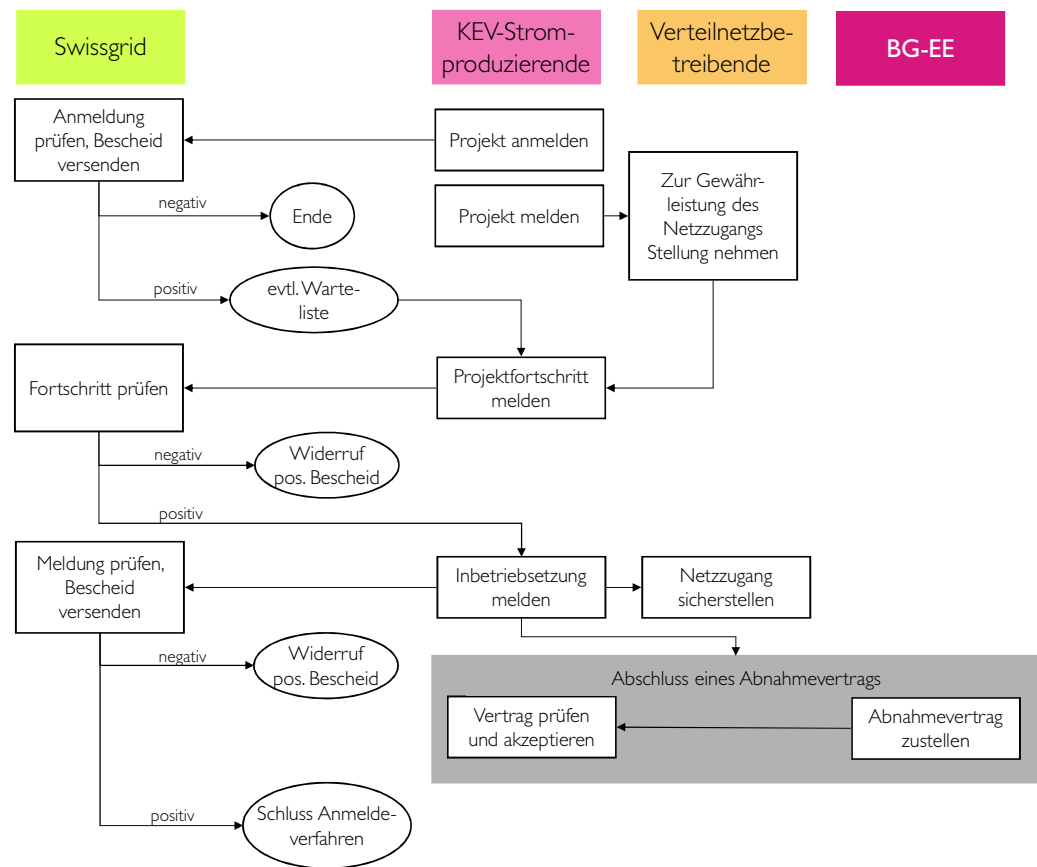 Swissgrid
KEV-Strom-
produzierende
Verteilnetzbe-
treibende
BG-EE
Anmeldung
prüfen, Bescheid
versenden
Projekt anmelden
Zur Gewähr-
leistung des
Netzzugangs
Stellung nehmen
negativ
Ende
Projekt melden
positiv
evtl. Warte-
liste
Fortschritt prüfen
Projektfortschritt
melden
negativ
Widerruf
pos. Bescheid
positiv
Meldung prüfen,
Bescheid
versenden
Inbetriebsetzung
melden
Netzzugang
sicherstellen
negativ
Widerruf
pos. Bescheid
Abschluss eines Abnahmevertrags
Vertrag prüfen
und akzeptieren
Abnahmevertrag
zustellen
positiv
Schluss Anmelde-
verfahren